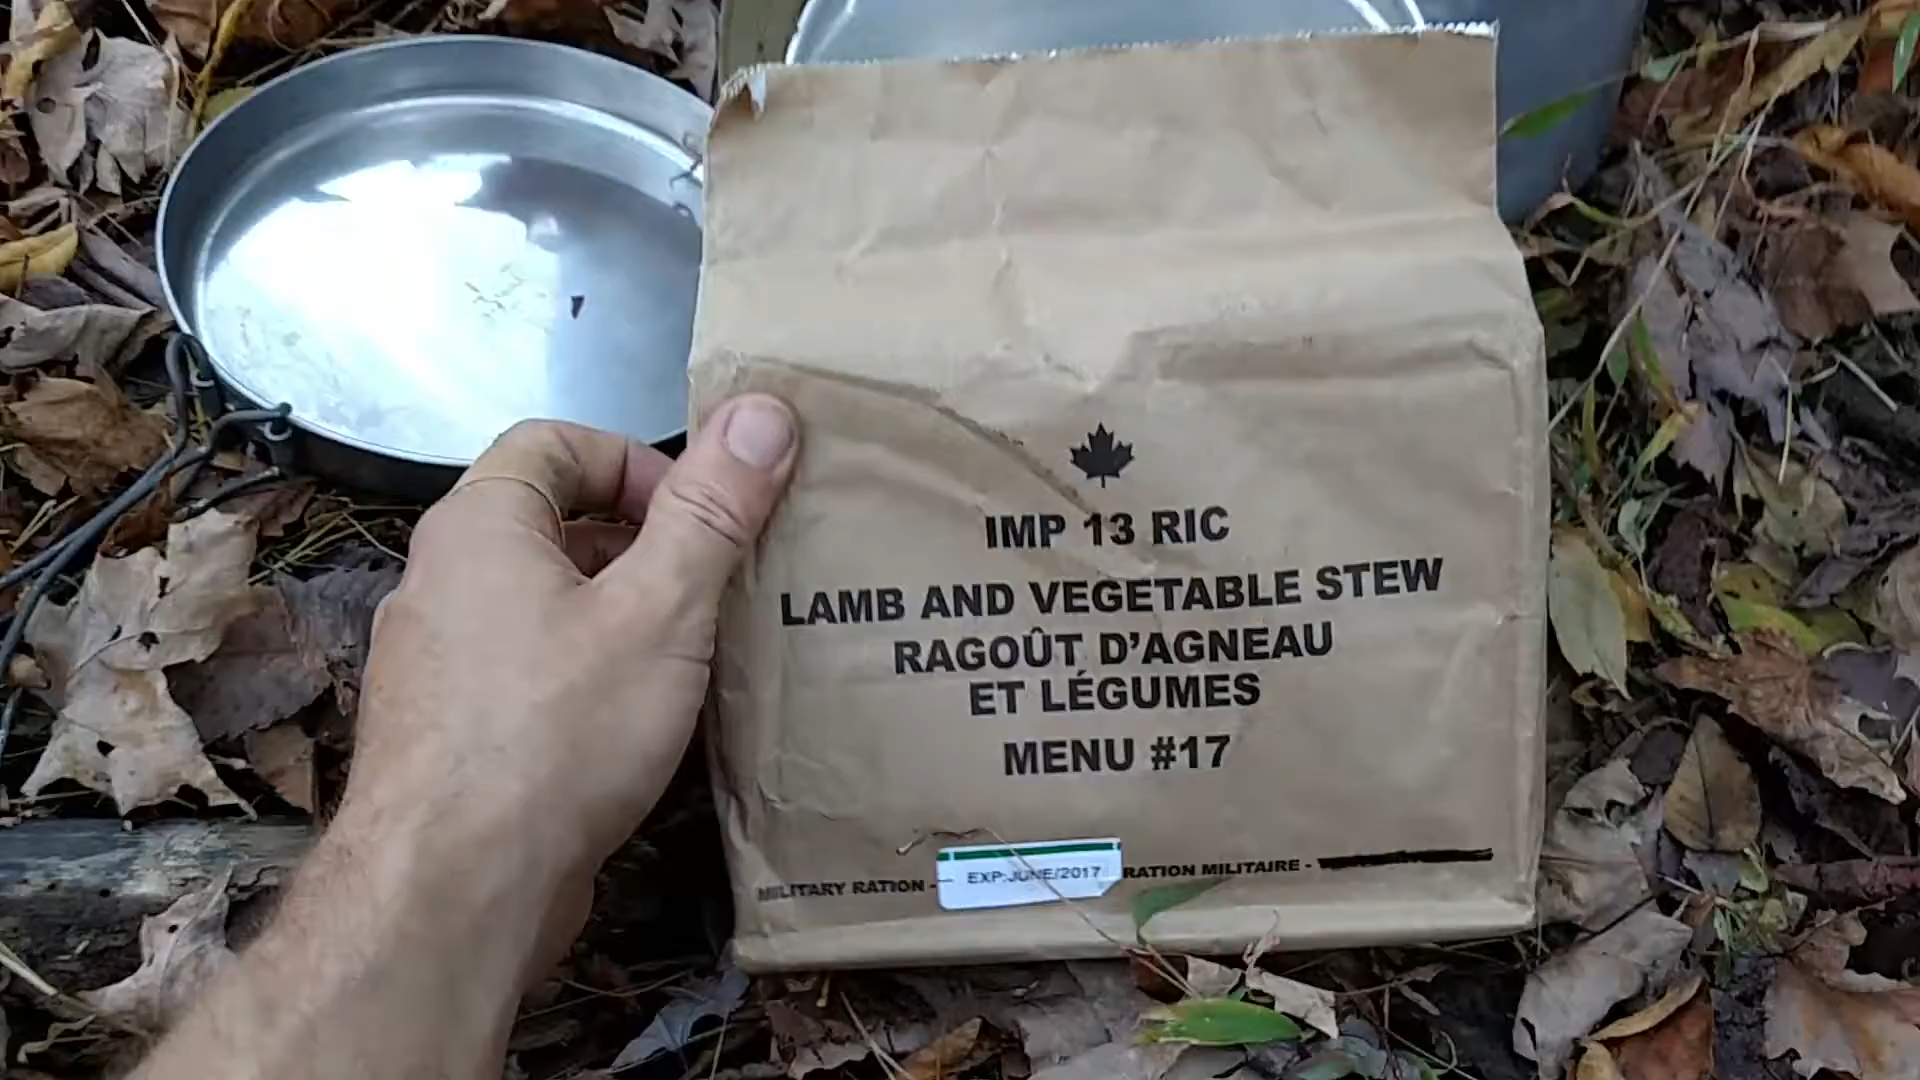 IMP 13 RIC
LAMB AND VEGETABLE STEW
RAGOÛT D'AGNEAU
ET LÉGUMES
MENU #17
MILITARY RATION - EXP:JUNE/2017 RATION MILITAIRE -